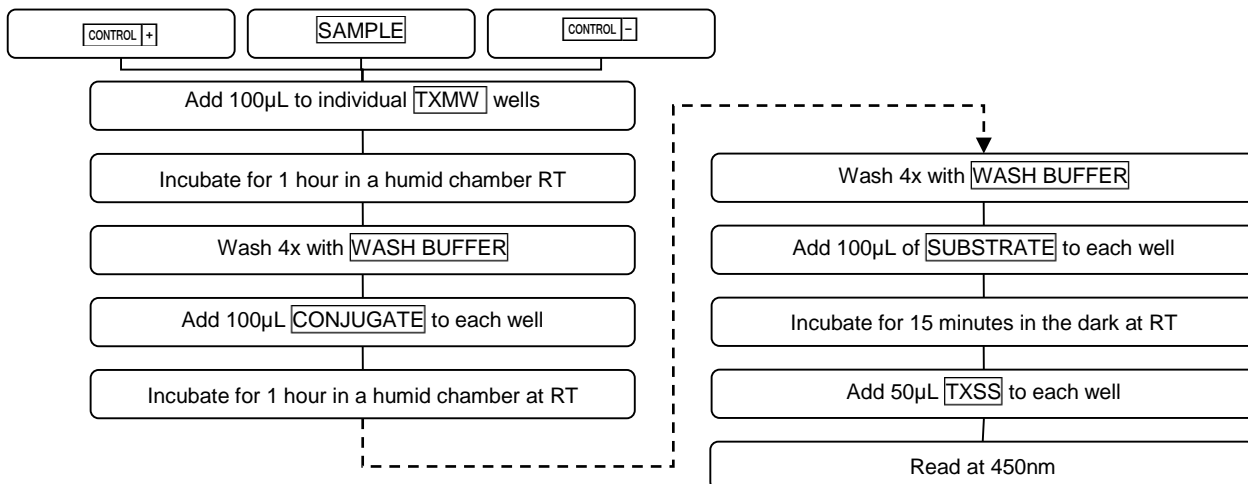 CONTROL +
SAMPLE
CONTROL −
Add 100µL to individual TXMW wells
Incubate for 1 hour in a humid chamber RT
Wash 4x with WASH BUFFER
Add 100µL CONJUGATE to each well
Incubate for 1 hour in a humid chamber at RT
Wash 4x with WASH BUFFER
Add 100µL of SUBSTRATE to each well
Incubate for 15 minutes in the dark at RT
Add 50µL TXSS to each well
Read at 450nm